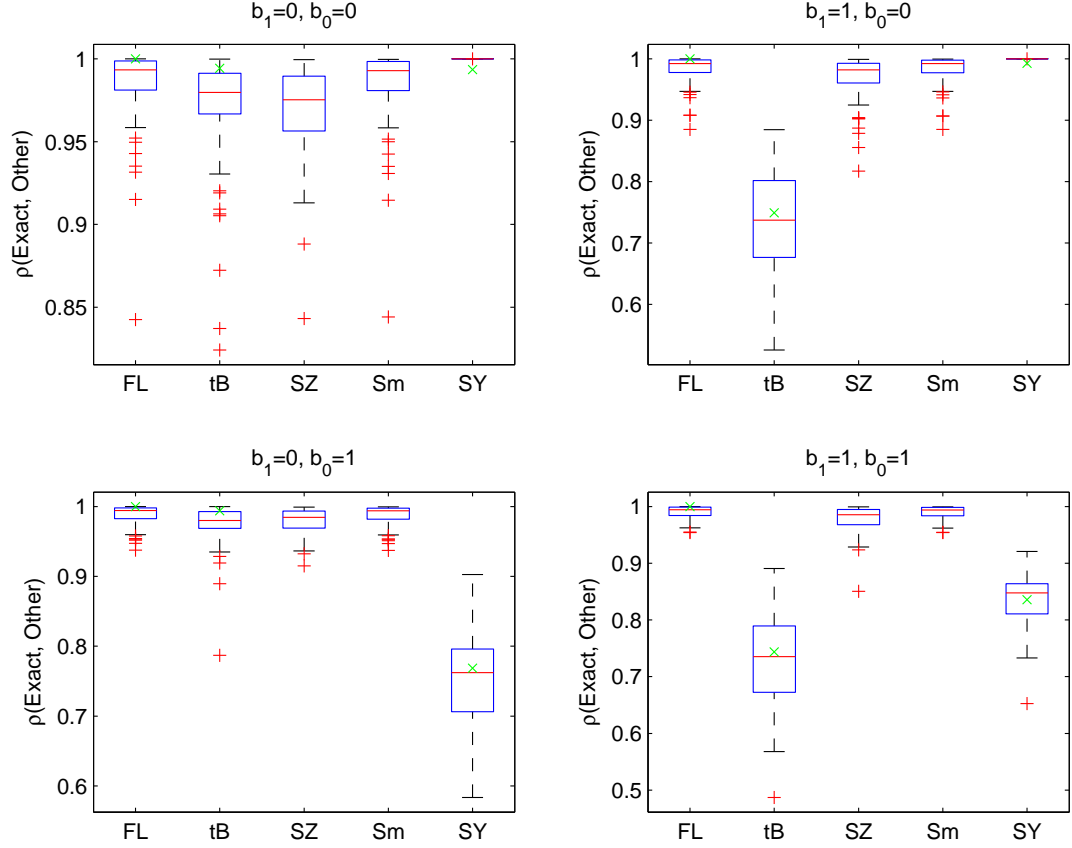 b₁=0, b₀=0
ρ(Exact, Other)
1
0.95
0.9
0.85
FL tB SZ Sm SY
b₁=1, b₀=0
ρ(Exact, Other)
1
0.9
0.8
0.7
0.6
FL tB SZ Sm SY
b₁=0, b₀=1
ρ(Exact, Other)
1
0.9
0.8
0.7
0.6
FL tB SZ Sm SY
b₁=1, b₀=1
ρ(Exact, Other)
1
0.9
0.8
0.7
0.6
0.5
FL tB SZ Sm SY